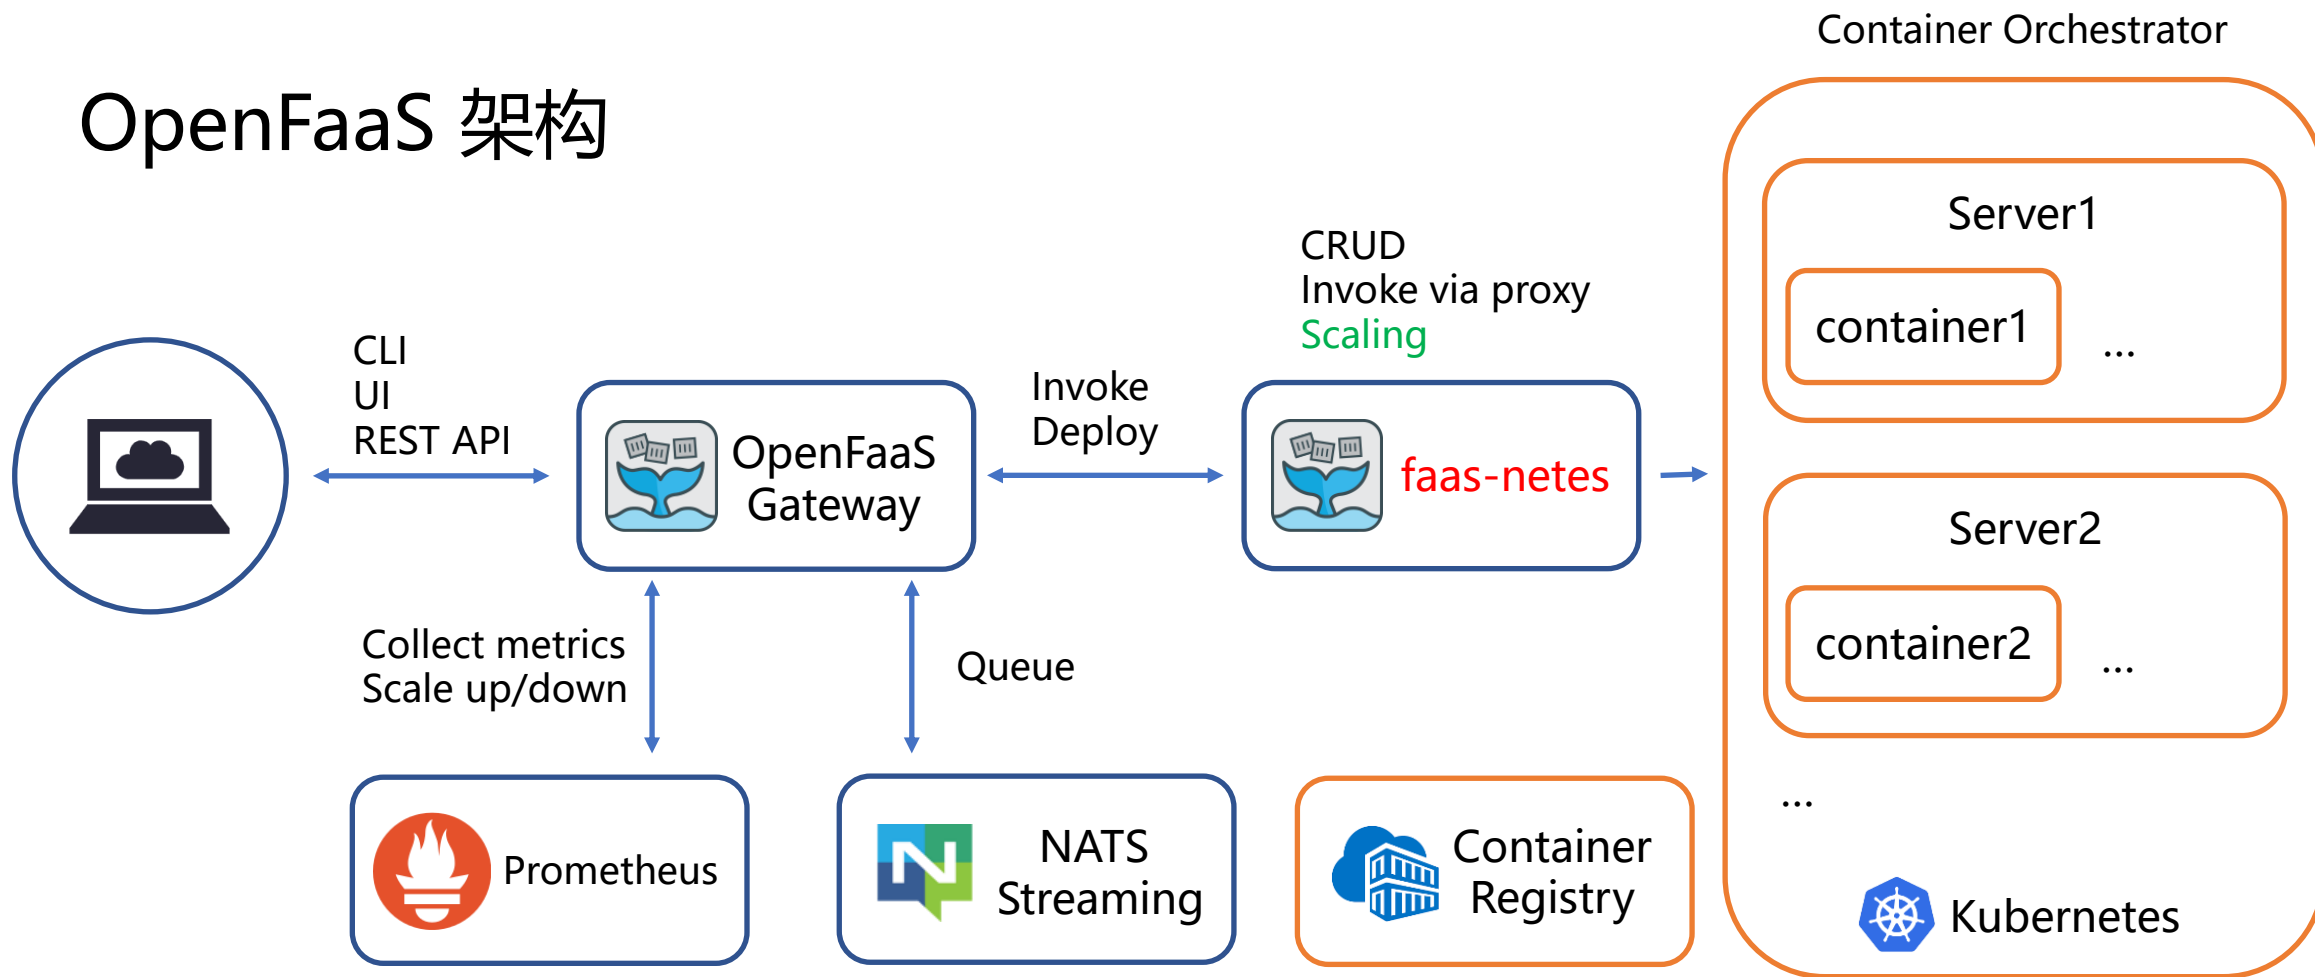 Container Orchestrator
OpenFaaS 架构
Server1
container1
...
CRUD
Invoke via proxy
Scaling
CLI
UI
REST API
Invoke
Deploy
OpenFaaS
Gateway
faas-netes
Server2
container2
...
Collect metrics
Scale up/down
Queue
...
Prometheus
NATS
Streaming
Container
Registry
Kubernetes